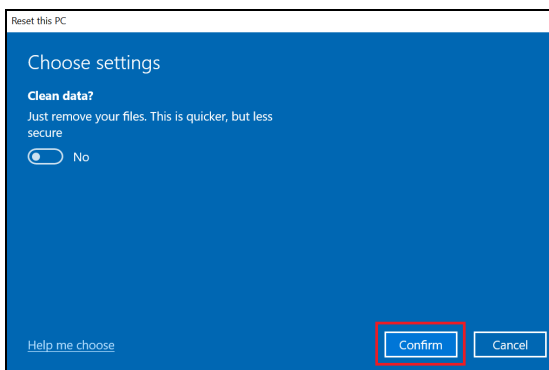 Reset this PC
Choose settings
Clean data?
Just remove your files. This is quicker, but less
secure
No
Help me choose
Confirm
Cancel